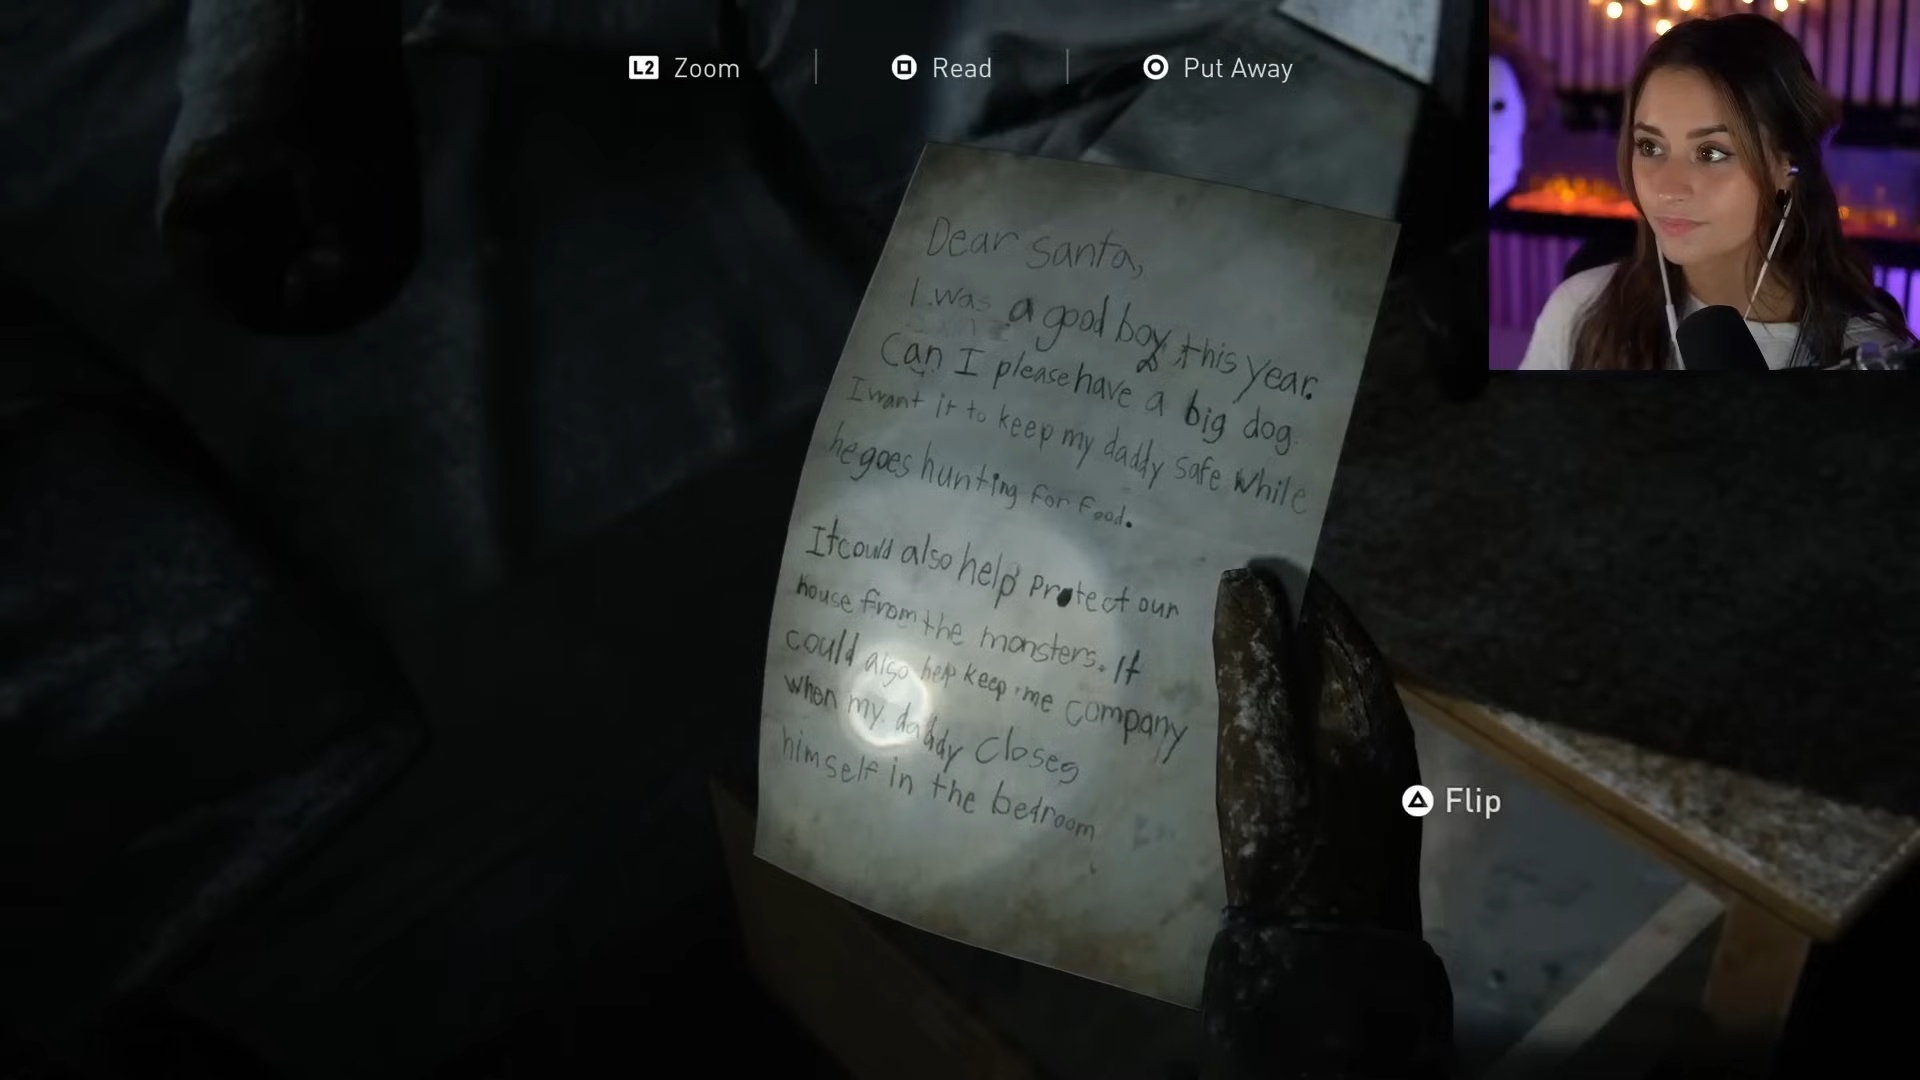 L2 Zoom
Read
Put Away
Dear Santa,
I was a good boy this year.
Can I please have a big dog.
I want it to keep my daddy safe while
he goes hunting for food.
It could also help protect our
house from the monsters. It
could also help keep me company
when my daddy closes
himself in the bedroom
Flip